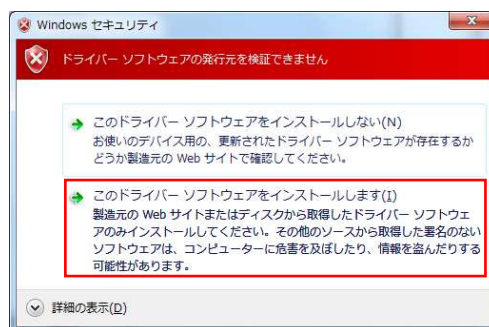 Windows セキュリティ
ドライバー ソフトウェアの発行元を検証できません
このドライバー ソフトウェアをインストールしない(N)
お使いのデバイス用の、更新されたドライバー ソフトウェアが存在するか
どうか製造元の Web サイトで確認してください。
このドライバー ソフトウェアをインストールします(I)
製造元の Web サイトまたはディスクから取得したドライバー ソフトウェ
アのみインストールしてください。その他のソースから取得した署名のない
ソフトウェアは、コンピューターに危害を及ぼしたり、情報を盗んだりする
可能性があります。
詳細の表示(D)